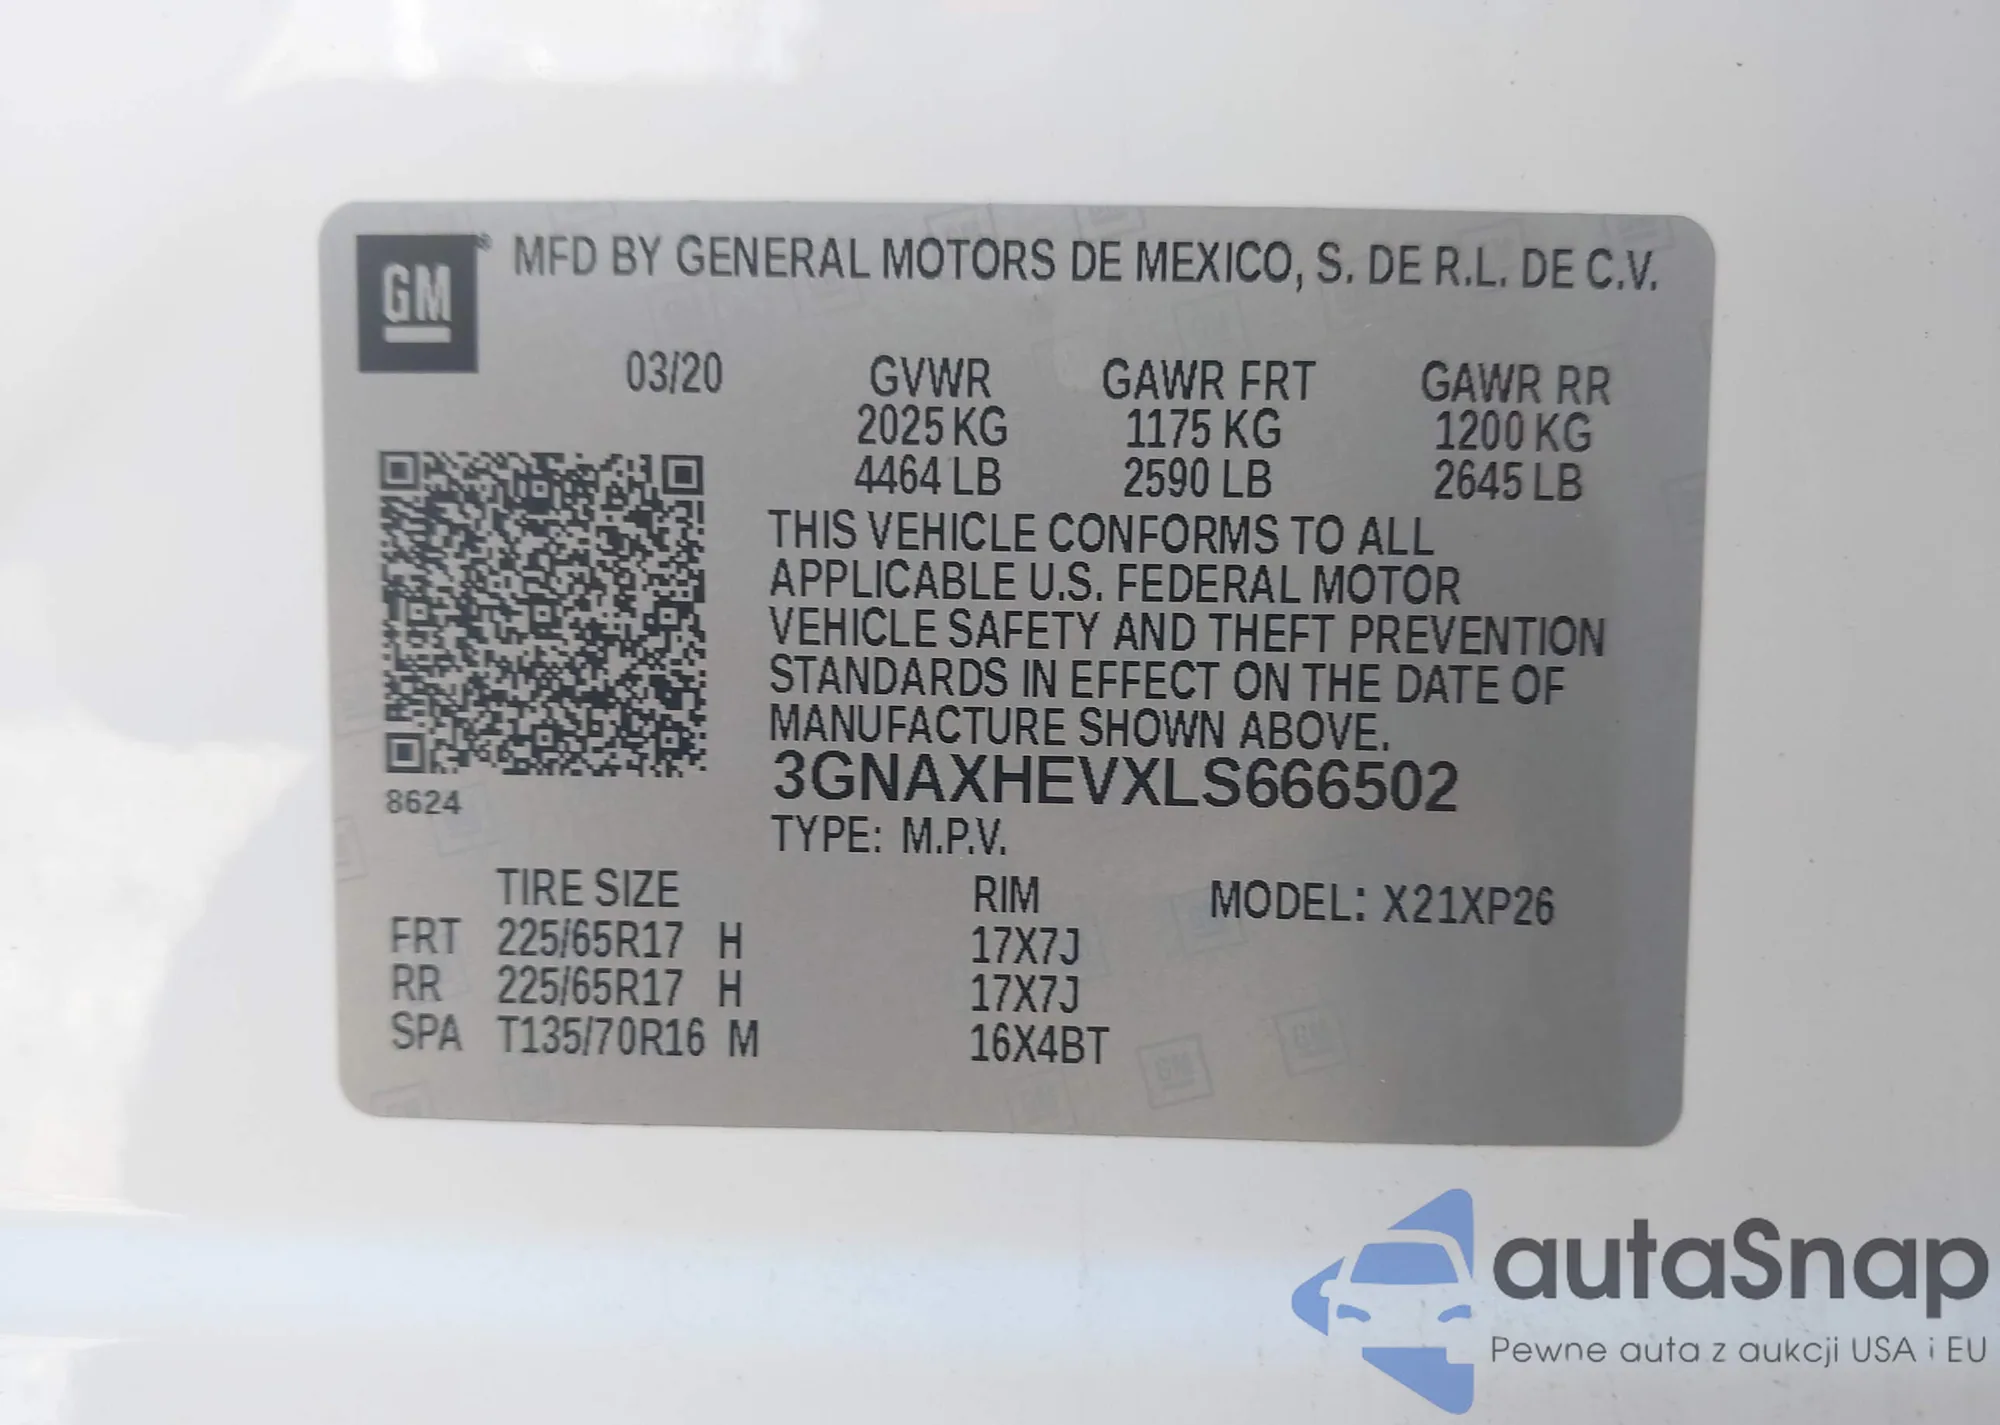 GM ® MFD BY GENERAL MOTORS DE MEXICO, S. DE R.L. DE C.V.
03/20 GVWR GAWR FRT GAWR RR
2025 KG 1175 KG 1200 KG
4464 LB 2590 LB 2645 LB
THIS VEHICLE CONFORMS TO ALL
APPLICABLE U.S. FEDERAL MOTOR
VEHICLE SAFETY AND THEFT PREVENTION
STANDARDS IN EFFECT ON THE DATE OF
MANUFACTURE SHOWN ABOVE.
3GNAXHEVXLS666502
8624
TYPE: M.P.V.
TIRE SIZE RIM MODEL: X21XP26
FRT 225/65R17 H 17X7J
RR 225/65R17 H 17X7J
SPA T135/70R16 M 16X4BT
autaSnap
Pewne auta z aukcji USA i EU